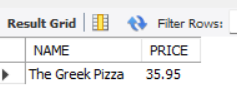 Result Grid Filter Rows:
NAME PRICE
The Greek Pizza 35.95